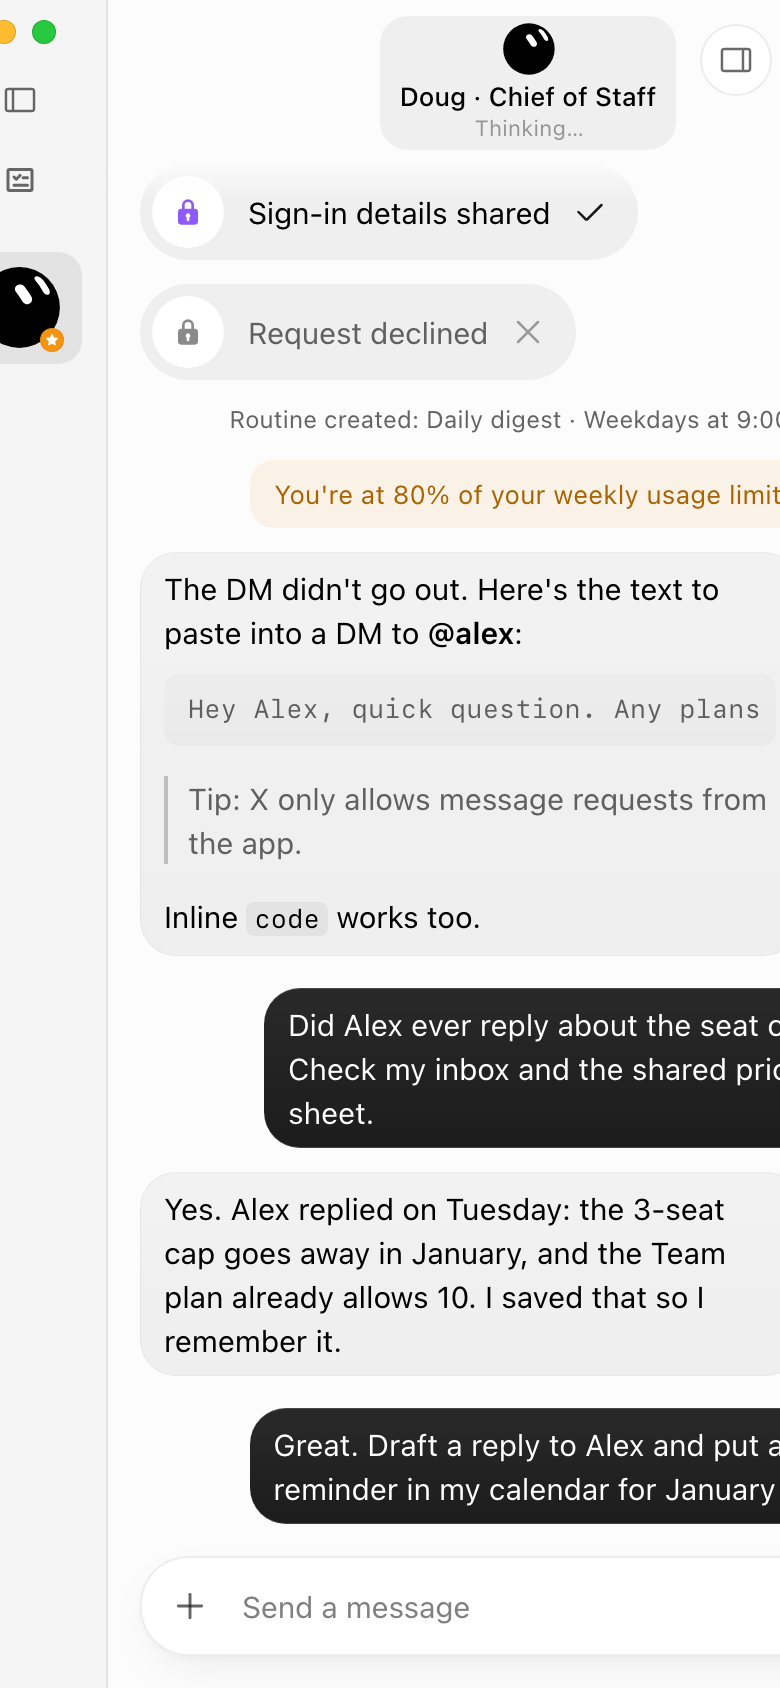 Doug · Chief of Staff
Thinking...
Sign-in details shared
Request declined
Routine created: Daily digest · Weekdays at 9:00
You're at 80% of your weekly usage limit
The DM didn't go out. Here's the text to
paste into a DM to @alex:
Hey Alex, quick question. Any plans
Tip: X only allows message requests from
the app.
Inline code works too.
Did Alex ever reply about the seat
Check my inbox and the shared
sheet.
Yes. Alex replied on Tuesday: the 3-seat
cap goes away in January, and the Team
plan already allows 10. I saved that so I
remember it.
Great. Draft a reply to Alex and put a
reminder in my calendar for January
Send a message